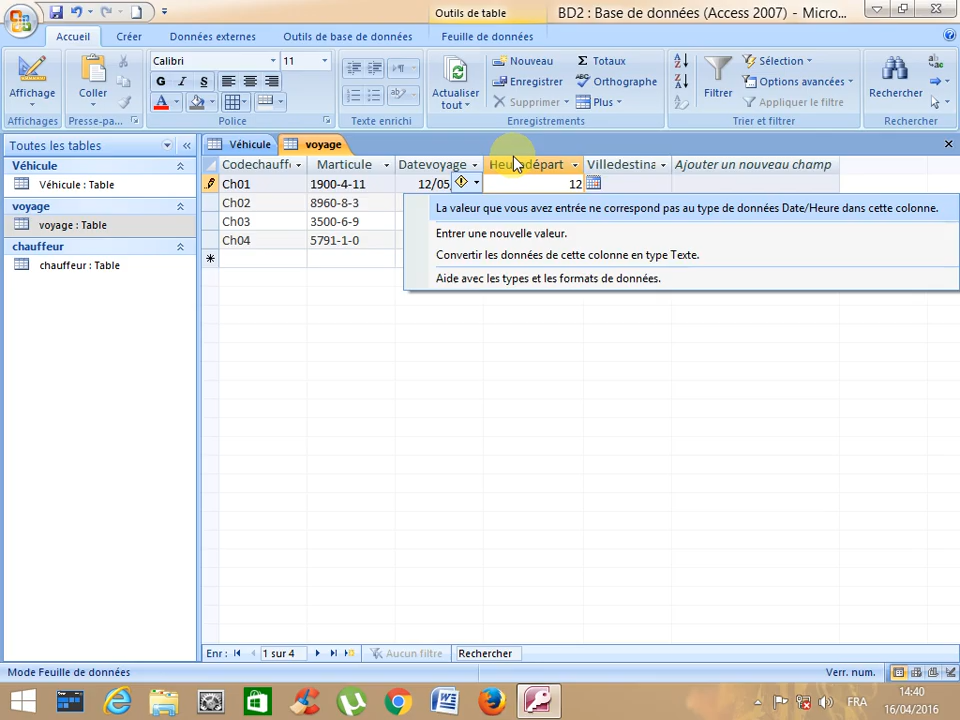 Outils de table
BD2 : Base de données (Access 2007) - Micro...
Accueil Créer Données externes Outils de base de données Feuille de données
Affichage
Affichages
Coller
Presse-pa...
Calibri 11
G I S
A
Police
Texte enrichi
Actualiser tout
Nouveau
Enregistrer
Supprimer
Totaux
Orthographe
Plus
Enregistrements
Filtrer
Sélection
Options avancées
Appliquer le filtre
Trier et filtrer
Rechercher
Rechercher
Toutes les tables
Véhicule
Véhicule : Table
voyage
voyage : Table
chauffeur
chauffeur : Table
Véhicule voyage
Codechauff Marticule Datevoyage Villedestina Ajouter un nouveau champ
Ch01 1900-4-11 12/05 12
Ch02 8960-8-3
Ch03 3500-6-9
Ch04 5791-1-0
La valeur que vous avez entrée ne correspond pas au type de données Date/Heure dans cette colonne.
Entrer une nouvelle valeur.
Convertir les données de cette colonne en type Texte.
Aide avec les types et les formats de données.
Enr : 1 sur 4 Aucun filtre Rechercher
Mode Feuille de données Verr. num.
FRA
14:40
16/04/2016